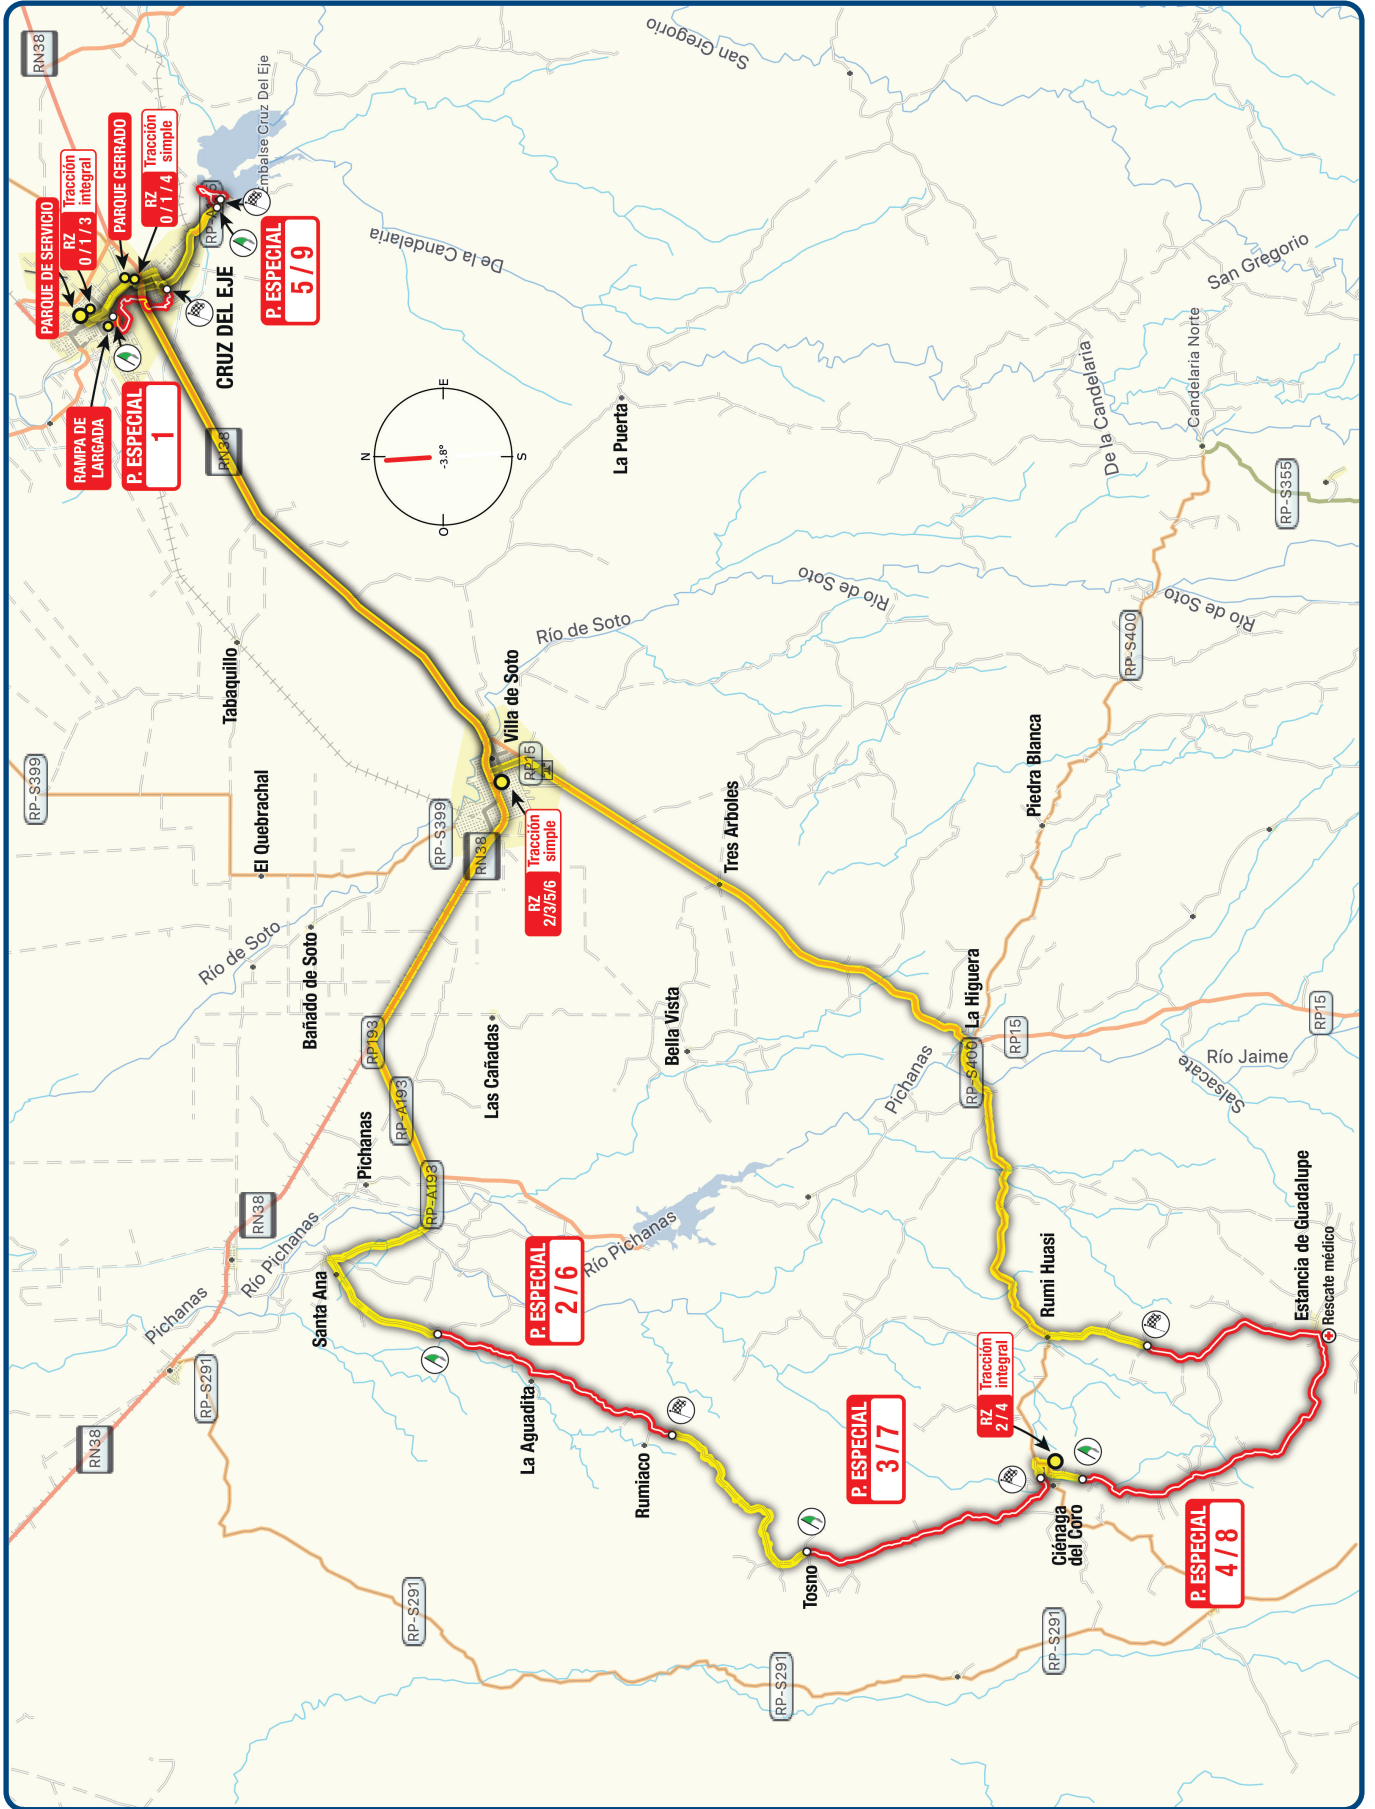 RN38
San Gregorio
PARQUE DE SERVICIO
RZ
0 / 1 / 3
Tracción
integral
PARQUE CERRADO
RZ
0 / 1 / 4
Tracción
simple
Embalse Cruz Del Eje
P. ESPECIAL
5 / 9
CRUZ DEL EJE
RAMPA DE
LARGADA
P. ESPECIAL
1
RN38
De la Candelaria
San Gregorio
N
E
S
O
-3.8°
La Puerta
De la Candelaria
Candelaria Norte
RP-S355
Río de Soto
Río de Soto
Río de Soto
RP-S400
Tabaquillo
RP-S399
El Quebrachal
RP-S399
Villa de Soto
RP15
RN38
RZ
2/3/5/6
Tracción
simple
Tres Arboles
Piedra Blanca
Río de Soto
Bañado de Soto
RP193
RP-A193
Las Cañadas
Bella Vista
La Higuera
RP-S400
RP15
RP15
Pichanas
Río Jaime
Salsacate
Pichanas
RP-A193
RN38
Río Pichanas
Río Pichanas
Pichanas
Santa Ana
P. ESPECIAL
2 / 6
Rumi Huasi
Estancia de Guadalupe
Rescate médico
RP-S291
RN38
La Aguadita
Rumiaco
P. ESPECIAL
3 / 7
RZ
2 / 4
Tracción
integral
Ciénaga
del Coro
P. ESPECIAL
4 / 8
Tosno
RP-S291
RP-S291
RP-S291